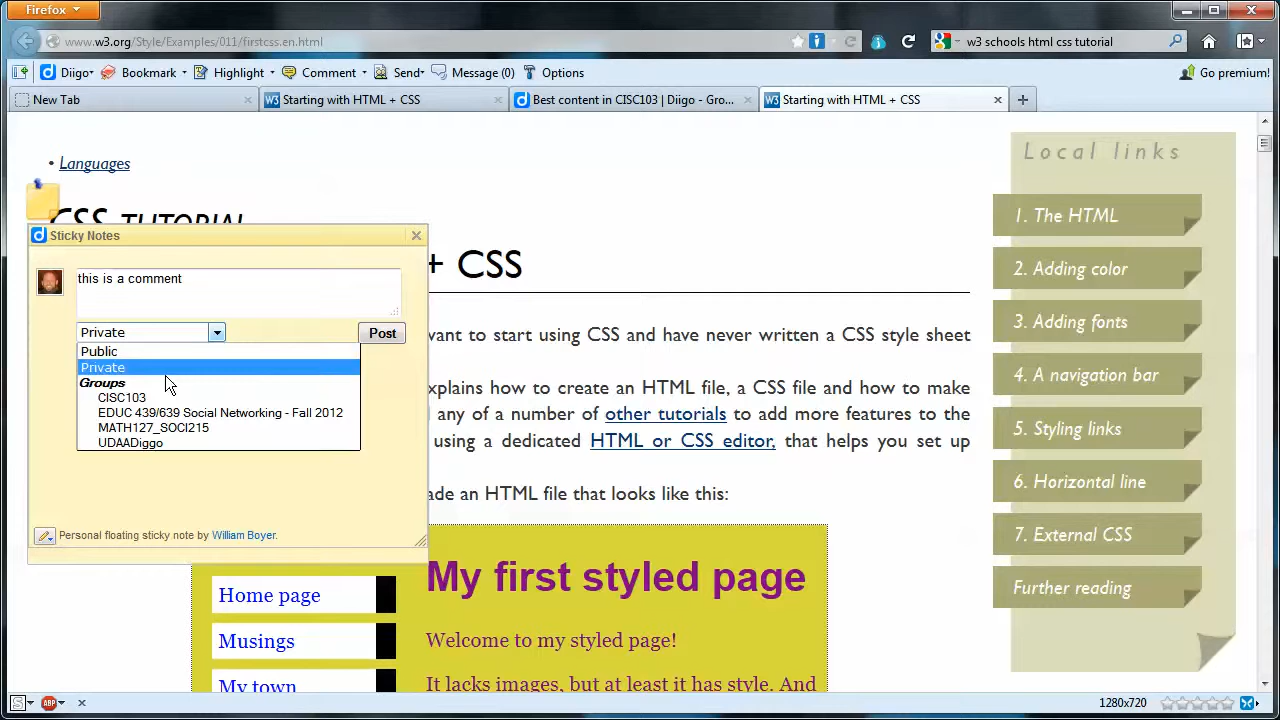 Firefox
www.w3.org/Style/Examples/011/firstcss.en.html
w3 schools html css tutorial
Diigo
Bookmark
Highlight
Comment
Send
Message (0)
Options
Go premium!
New Tab
Starting with HTML + CSS
Best content in CISC103 | Diigo - Gro...
Starting with HTML + CSS
• Languages
CSS TUTORIAL
+ CSS
Sticky Notes
this is a comment
Private
Post
Public
Private
Groups
CISC103
EDUC 439/639 Social Networking - Fall 2012
MATH127_SOCI215
UDAADiggo
Personal floating sticky note by William Boyer.
vant to start using CSS and have never written a CSS style sheet
explains how to create an HTML file, a CSS file and how to make
any of a number of other tutorials to add more features to the
using a dedicated HTML or CSS editor, that helps you set up
ade an HTML file that looks like this:
My first styled page
Home page
Musings
My town
Welcome to my styled page!
It lacks images, but at least it has style. And
Local links
1. The HTML
2. Adding color
3. Adding fonts
4. A navigation bar
5. Styling links
6. Horizontal line
7. External CSS
Further reading
S
ABP
1280x720